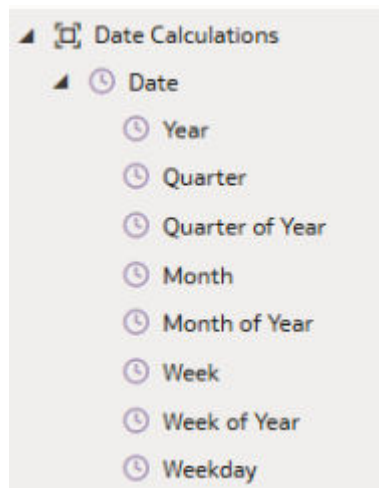 Date Calculations
Date
Year
Quarter
Quarter of Year
Month
Month of Year
Week
Week of Year
Weekday